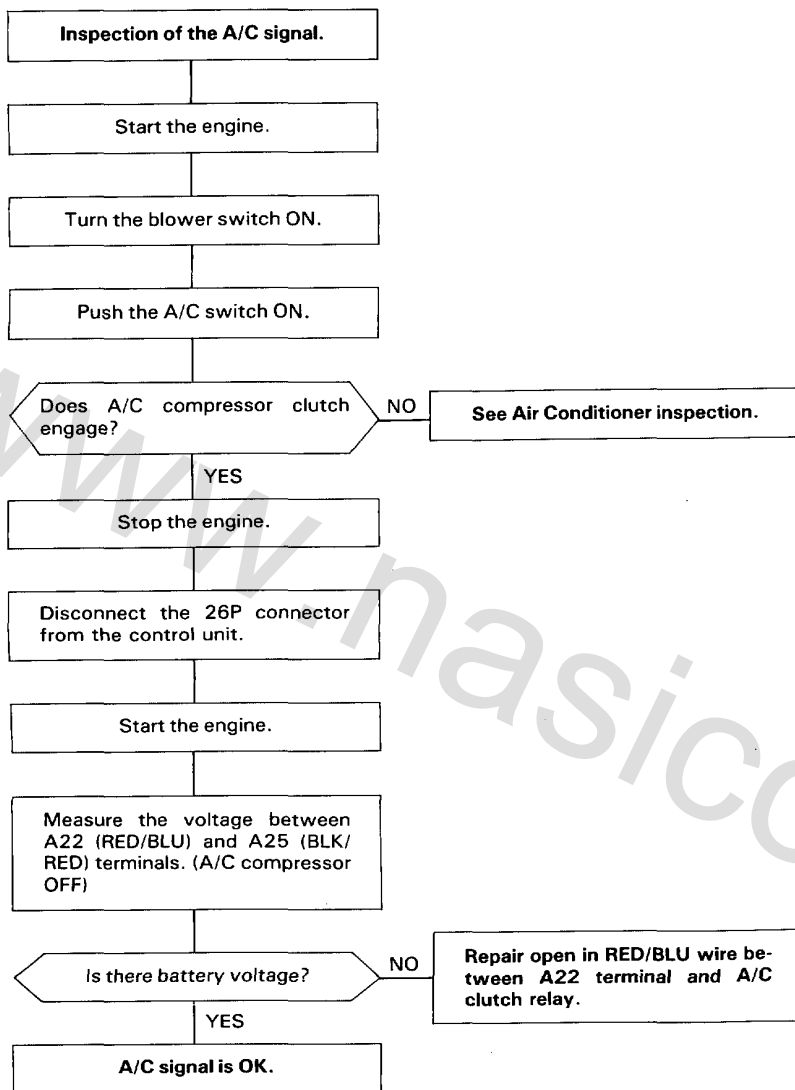 Inspection of the A/C signal.
Start the engine.
Turn the blower switch ON.
Push the A/C switch ON.
Does A/C compressor clutch
engage?
NO
See Air Conditioner inspection.
YES
Stop the engine.
Disconnect the 26P connector
from the control unit.
Start the engine.
Measure the voltage between
A22 (RED/BLU) and A25 (BLK/
RED) terminals. (A/C compressor
OFF)
Is there battery voltage?
NO
Repair open in RED/BLU wire be-
tween A22 terminal and A/C
clutch relay.
YES
A/C signal is OK.
www.nasico